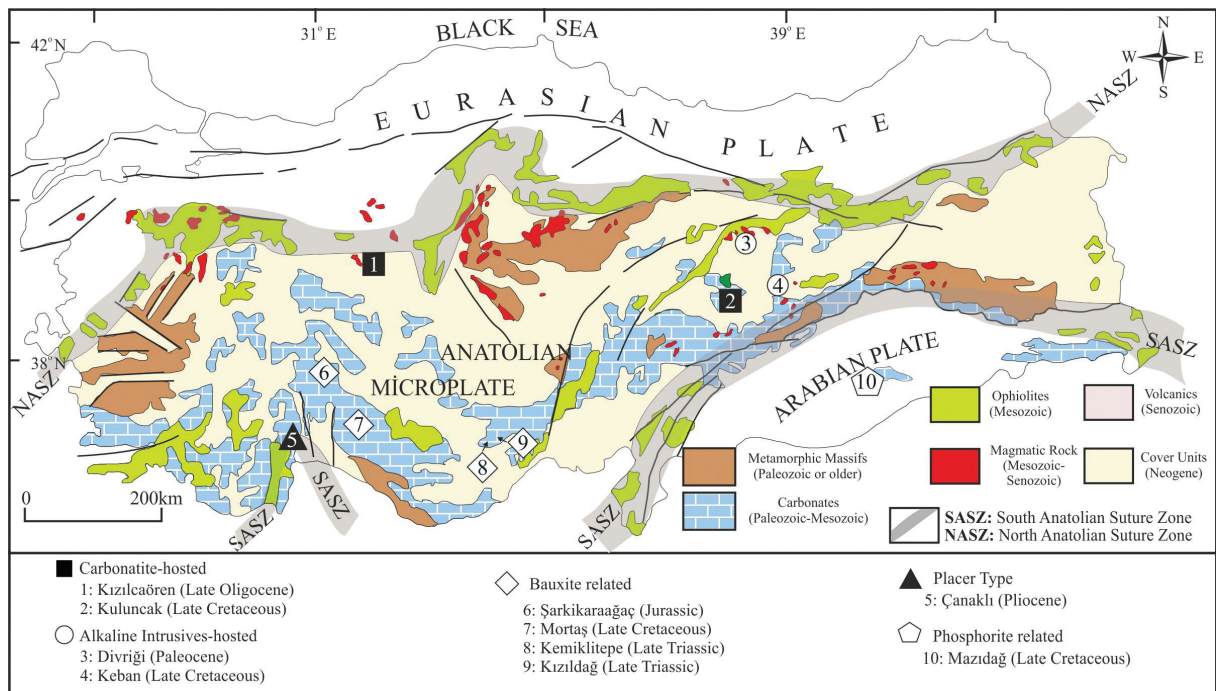 31° E
39° E
42° N
38° N
BLACK SEA
N
W E
S
EURASIAN PLATE
NASZ
NASZ
ANATOLIAN
MİCROPLATE
ARABIAN PLATE
SASZ
SASZ
SASZ
SASZ
1
2
3
4
5
6
7
8
9
10
0 200km
Metamorphic Massifs
(Paleozoic or older)
Carbonates
(Paleozoic-Mesozoic)
Ophiolites
(Mesozoic)
Magmatic Rock
(Mesozoic-
Senozoic)
Volcanics
(Senozoic)
Cover Units
(Neogene)
SASZ: South Anatolian Suture Zone
NASZ: North Anatolian Suture Zone
Carbonatite-hosted
1: Kızılcaören (Late Oligocene)
2: Kuluncak (Late Cretaceous)
Alkaline Intrusives-hosted
3: Divriği (Paleocene)
4: Keban (Late Cretaceous)
Bauxite related
6: Şarkikaraağaç (Jurassic)
7: Mortaş (Late Cretaceous)
8: Kemiklitepe (Late Triassic)
9: Kızıldağ (Late Triassic)
Placer Type
5: Çanaklı (Pliocene)
Phosphorite related
10: Mazıdağ (Late Cretaceous)